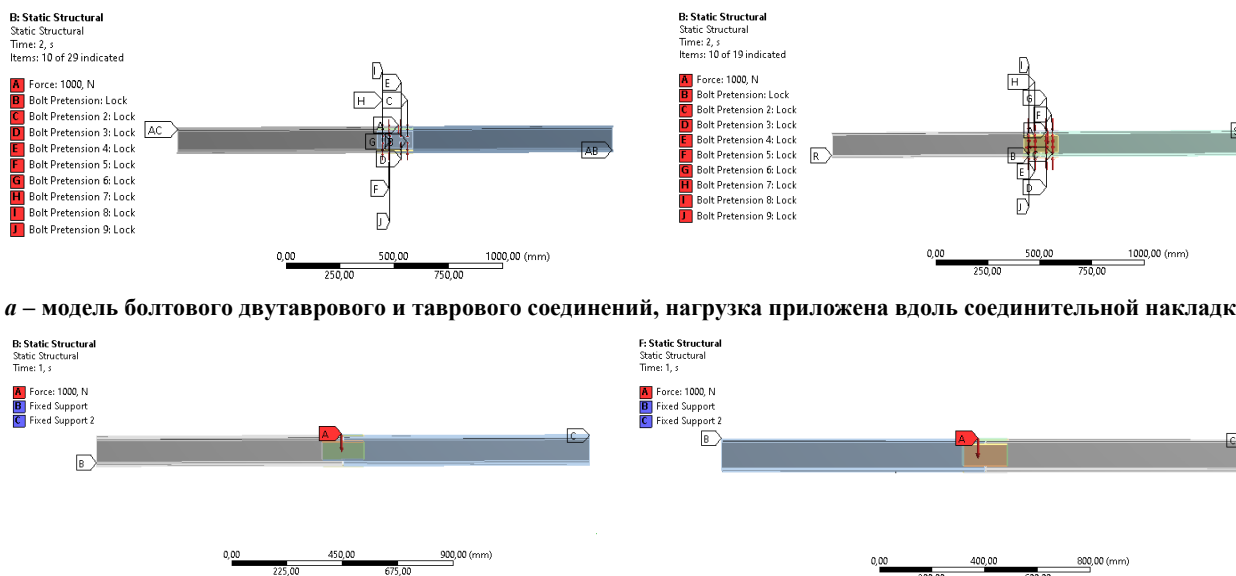 B: Static Structural
Static Structural
Time: 2, s
Items: 10 of 29 indicated
A Force: 1000, N
B Bolt Pretension: Lock
C Bolt Pretension 2: Lock
D Bolt Pretension 3: Lock
E Bolt Pretension 4: Lock
F Bolt Pretension 5: Lock
G Bolt Pretension 6: Lock
H Bolt Pretension 7: Lock
I Bolt Pretension 8: Lock
J Bolt Pretension 9: Lock
I
E
H C
AC
A
G B
D
AB
F
J
0,00 500,00 1000,00 (mm)
250,00 750,00
B: Static Structural
Static Structural
Time: 2, s
Items: 10 of 19 indicated
A Force: 1000, N
B Bolt Pretension: Lock
C Bolt Pretension 2: Lock
D Bolt Pretension 3: Lock
E Bolt Pretension 4: Lock
F Bolt Pretension 5: Lock
G Bolt Pretension 6: Lock
H Bolt Pretension 7: Lock
I Bolt Pretension 8: Lock
J Bolt Pretension 9: Lock
I
H
G
F
A
R
B
E
D
J
0,00 500,00 1000,00 (mm)
250,00 750,00
а – модель болтового двутаврового и таврового соединений, нагрузка приложена вдоль соединительной накладк
B: Static Structural
Static Structural
Time: 1, s
A Force: 1000, N
B Fixed Support
C Fixed Support 2
A
C
B
0,00 450,00 900,00 (mm)
225,00 675,00
F: Static Structural
Static Structural
Time: 1, s
A Force: 1000, N
B Fixed Support
C Fixed Support 2
B
A
C
0,00 400,00 800,00 (mm)